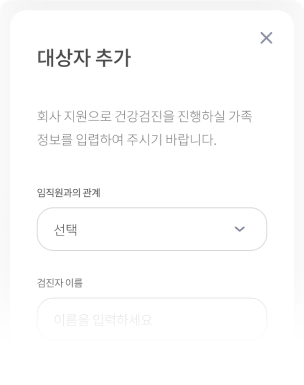 대상자 추가
회사 지원으로 건강검진을 진행하실 가족
정보를 입렵하여 주시기 바랍니다.
임직원과의 관계
선택
검진자 이름
이름을 입력하세요